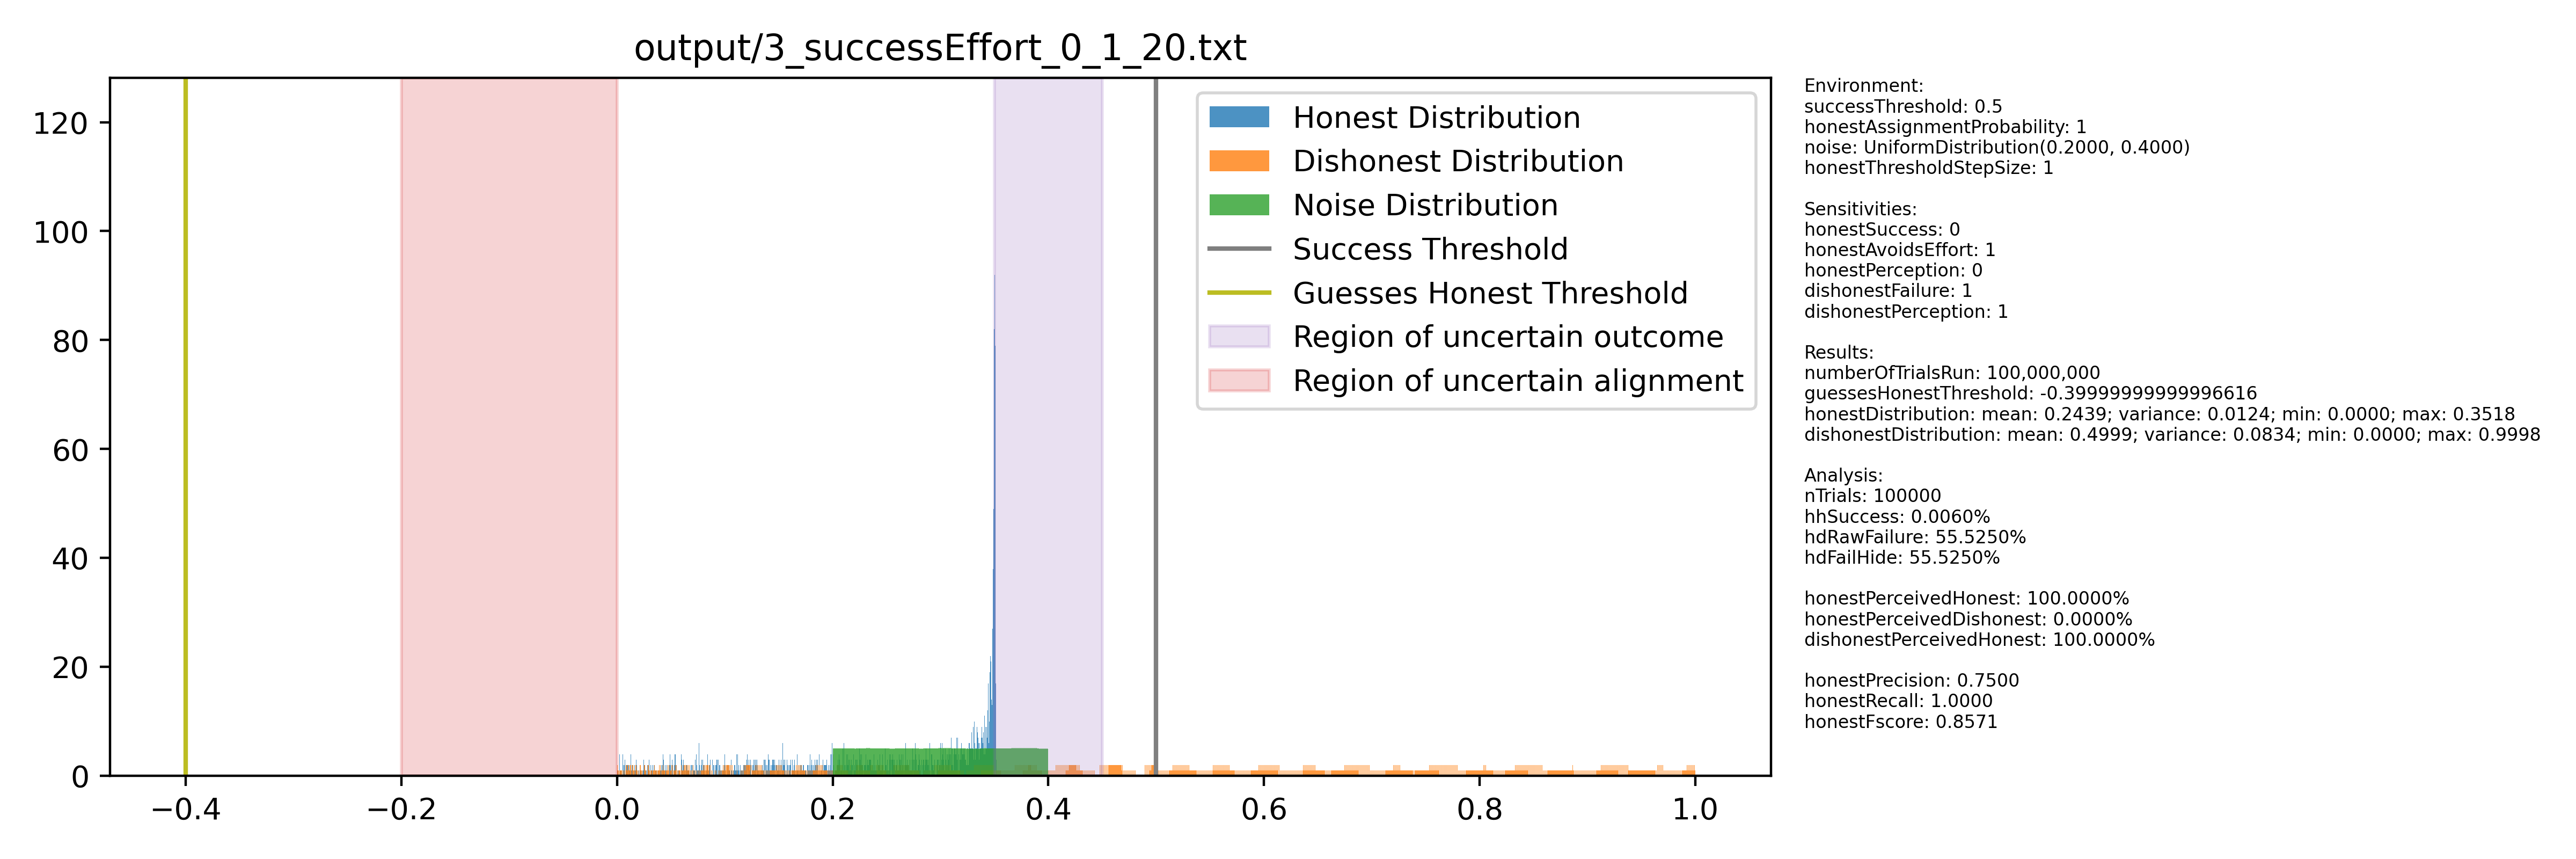 output/3_successEffort_0_1_20.txt
120
100
80
60
40
20
0
−0.4
−0.2
0.0
0.2
0.4
0.6
0.8
1.0
Honest Distribution
Dishonest Distribution
Noise Distribution
Success Threshold
Guesses Honest Threshold
Region of uncertain outcome
Region of uncertain alignment
Environment:
successThreshold: 0.5
honestAssignmentProbability: 1
noise: UniformDistribution(0.2000, 0.4000)
honestThresholdStepSize: 1
Sensitivities:
honestSuccess: 0
honestAvoidsEffort: 1
honestPerception: 0
dishonestFailure: 1
dishonestPerception: 1
Results:
numberOfTrialsRun: 100,000,000
guessesHonestThreshold: -0.39999999999996616
honestDistribution: mean: 0.2439; variance: 0.0124; min: 0.0000; max: 0.3518
dishonestDistribution: mean: 0.4999; variance: 0.0834; min: 0.0000; max: 0.9998
Analysis:
nTrials: 100000
hhSuccess: 0.0060%
hdRawFailure: 55.5250%
hdFailHide: 55.5250%
honestPerceivedHonest: 100.0000%
honestPerceivedDishonest: 0.0000%
dishonestPerceivedHonest: 100.0000%
honestPrecision: 0.7500
honestRecall: 1.0000
honestFscore: 0.8571